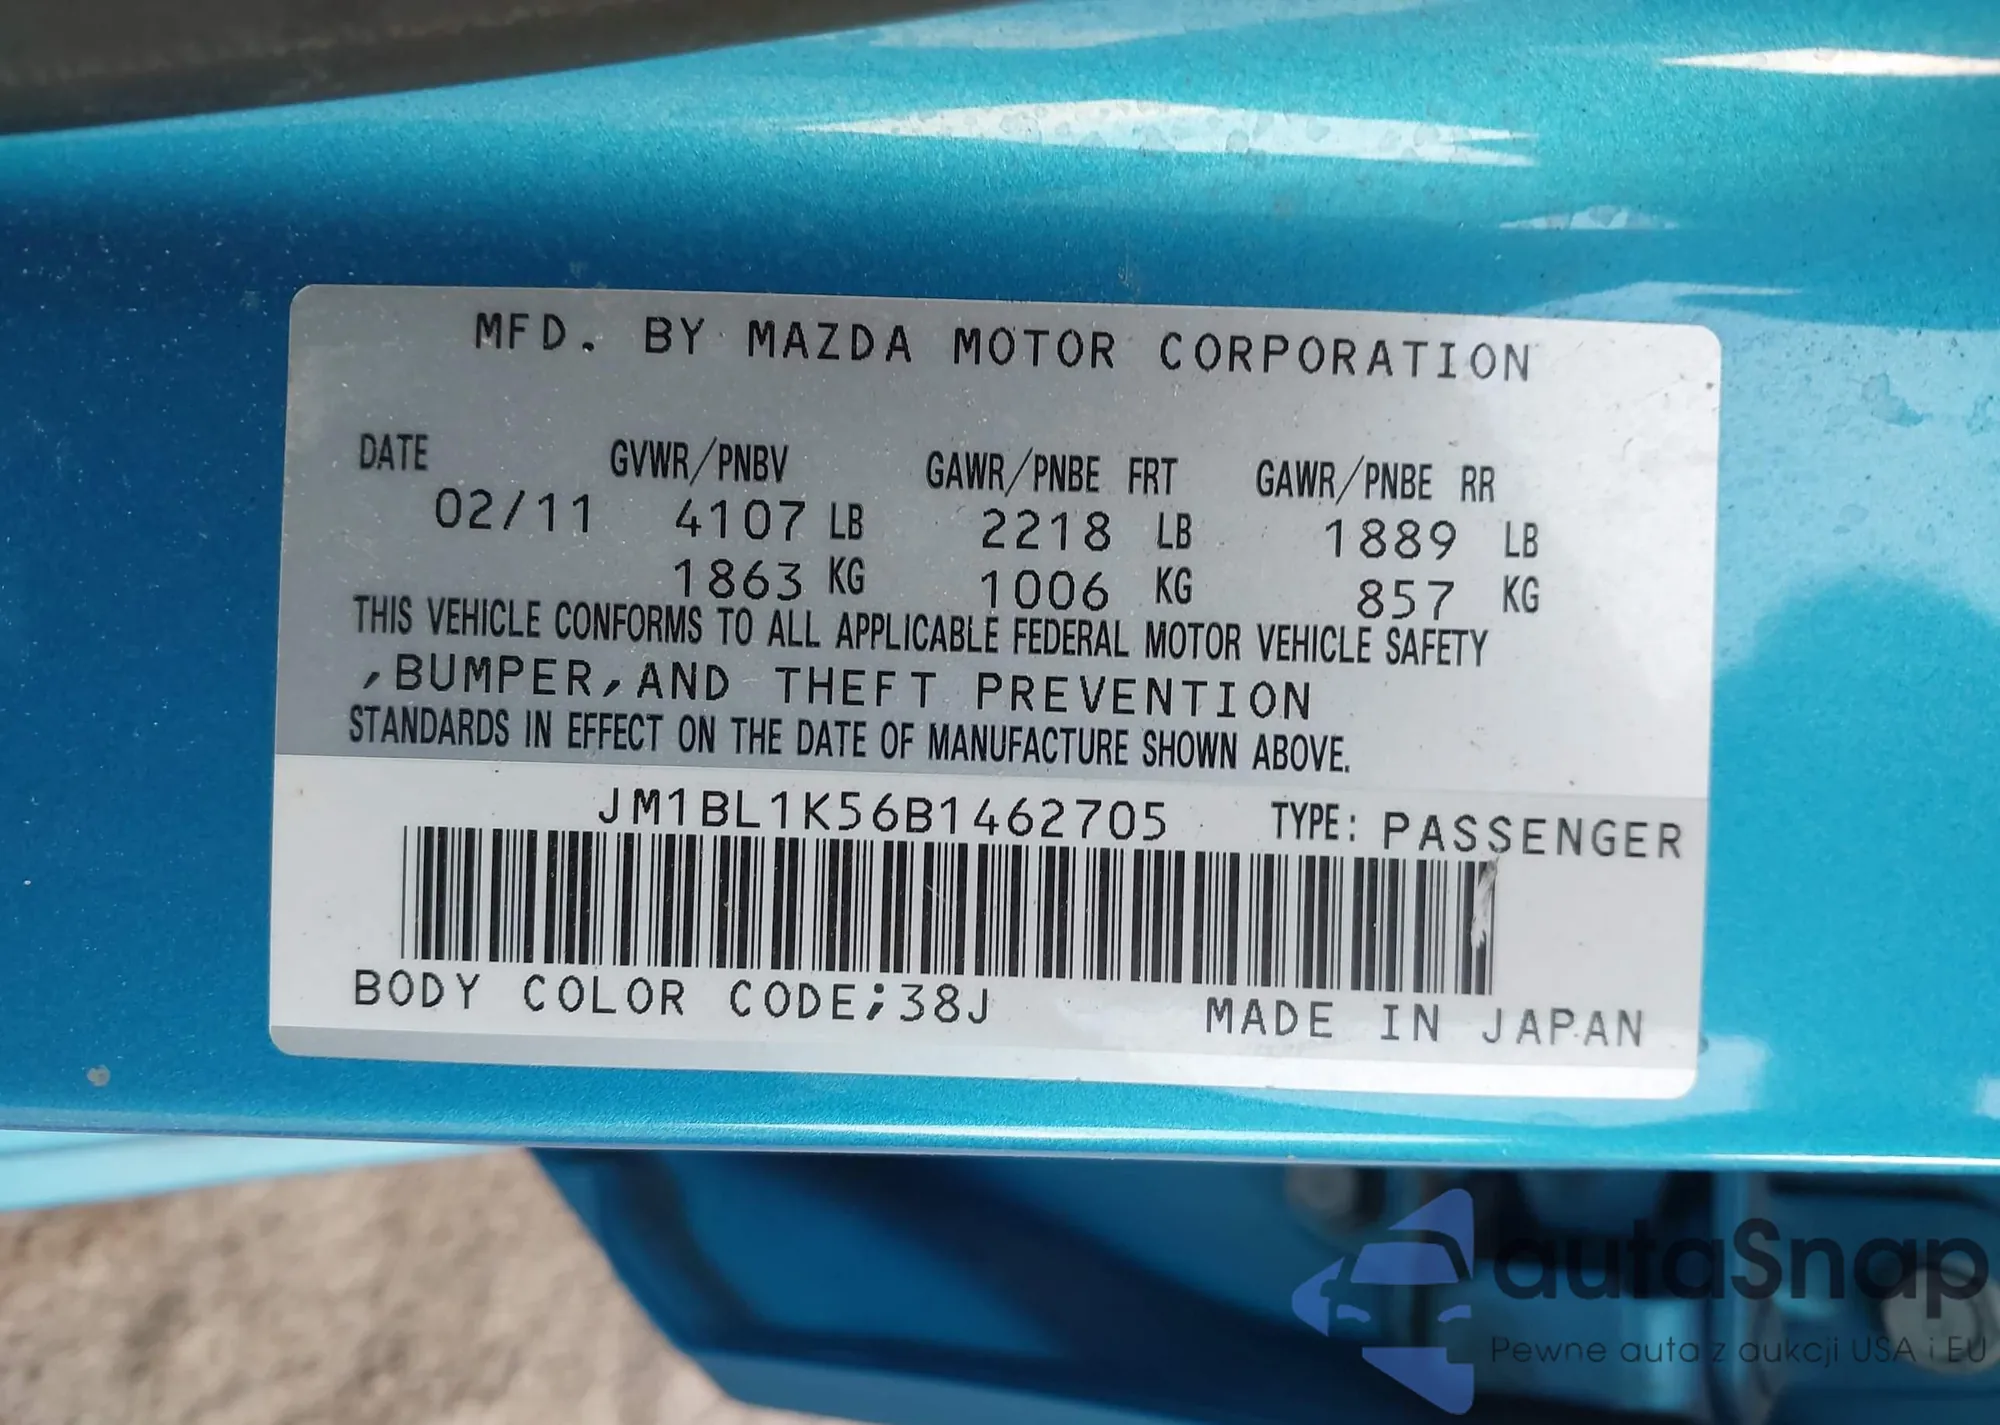 MFD. BY MAZDA MOTOR CORPORATION
DATE GVWR/PNBV GAWR/PNBE FRT GAWR/PNBE RR
02/11 4107 LB 2218 LB 1889 LB
1863 KG 1006 KG 857 KG
THIS VEHICLE CONFORMS TO ALL APPLICABLE FEDERAL MOTOR VEHICLE SAFETY
,BUMPER,AND THEFT PREVENTION
STANDARDS IN EFFECT ON THE DATE OF MANUFACTURE SHOWN ABOVE.
JM1BL1K56B1462705 TYPE: PASSENGER
BODY COLOR CODE;38J MADE IN JAPAN
autaSnap
Pewne auta z aukcji USA i EU